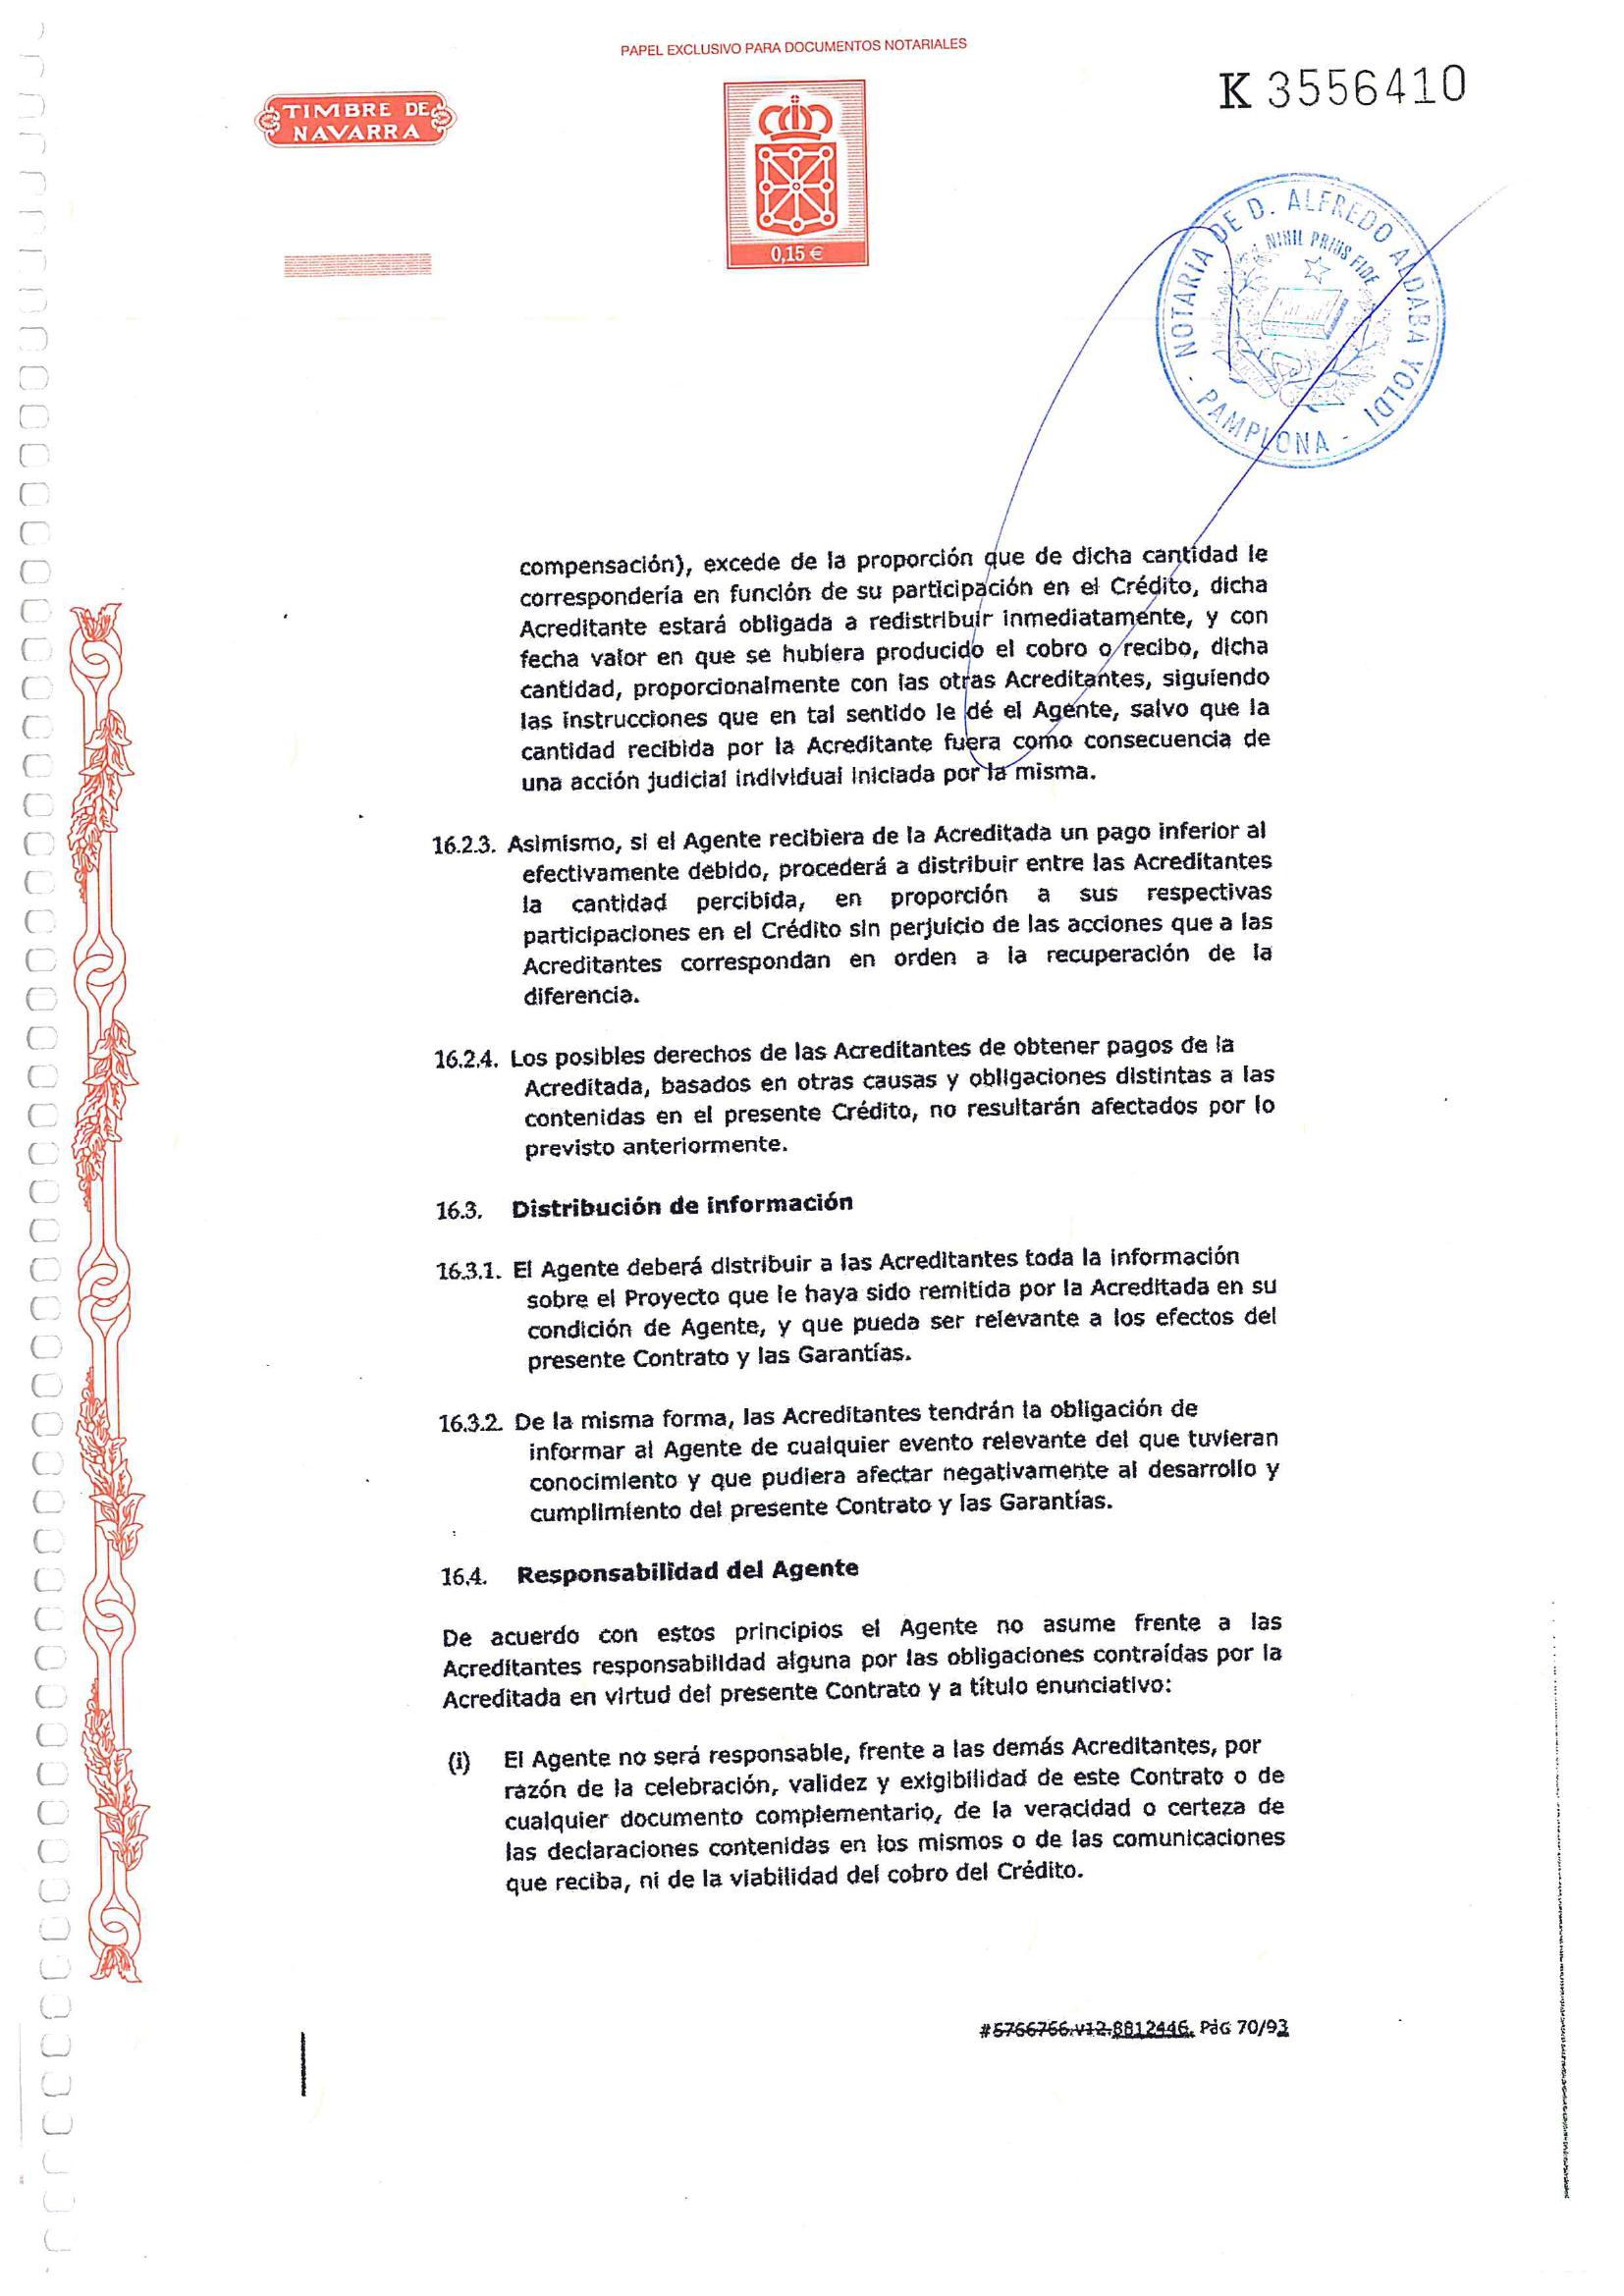 PAPEL EXCLUSIVO PARA DOCUMENTOS NOTARIALES
K 3556410
TIMBRE DE
NAVARRA
0,15 €
NOTARIA DE D. ALFREDO ALDABA YOLDI
- PAMPLONA -
NIHIL PRIUS FIDE
compensación), excede de la proporción que de dicha cantidad le
correspondería en función de su participación en el Crédito, dicha
Acreditante estará obligada a redistribuir inmediatamente, y con
fecha valor en que se hubiera producido el cobro o recibo, dicha
cantidad, proporcionalmente con las otras Acreditantes, siguiendo
las instrucciones que en tal sentido le dé el Agente, salvo que la
cantidad recibida por la Acreditante fuera como consecuencia de
una acción judicial individual iniciada por la misma.
16.2.3. Asimismo, si el Agente recibiera de la Acreditada un pago inferior al
efectivamente debido, procederá a distribuir entre las Acreditantes
la cantidad percibida, en proporción a sus respectivas
participaciones en el Crédito sin perjuicio de las acciones que a las
Acreditantes correspondan en orden a la recuperación de la
diferencia.
16.2.4. Los posibles derechos de las Acreditantes de obtener pagos de la
Acreditada, basados en otras causas y obligaciones distintas a las
contenidas en el presente Crédito, no resultarán afectados por lo
previsto anteriormente.
16.3. Distribución de información
16.3.1. El Agente deberá distribuir a las Acreditantes toda la información
sobre el Proyecto que le haya sido remitida por la Acreditada en su
condición de Agente, y que pueda ser relevante a los efectos del
presente Contrato y las Garantías.
16.3.2. De la misma forma, las Acreditantes tendrán la obligación de
informar al Agente de cualquier evento relevante del que tuvieran
conocimiento y que pudiera afectar negativamente al desarrollo y
cumplimiento del presente Contrato y las Garantías.
16.4. Responsabilidad del Agente
De acuerdo con estos principios el Agente no asume frente a las
Acreditantes responsabilidad alguna por las obligaciones contraídas por la
Acreditada en virtud del presente Contrato y a título enunciativo:
(i) El Agente no será responsable, frente a las demás Acreditantes, por
razón de la celebración, validez y exigibilidad de este Contrato o de
cualquier documento complementario, de la veracidad o certeza de
las declaraciones contenidas en los mismos o de las comunicaciones
que reciba, ni de la viabilidad del cobro del Crédito.
#5766766.v12.8812446. PáG 70/93